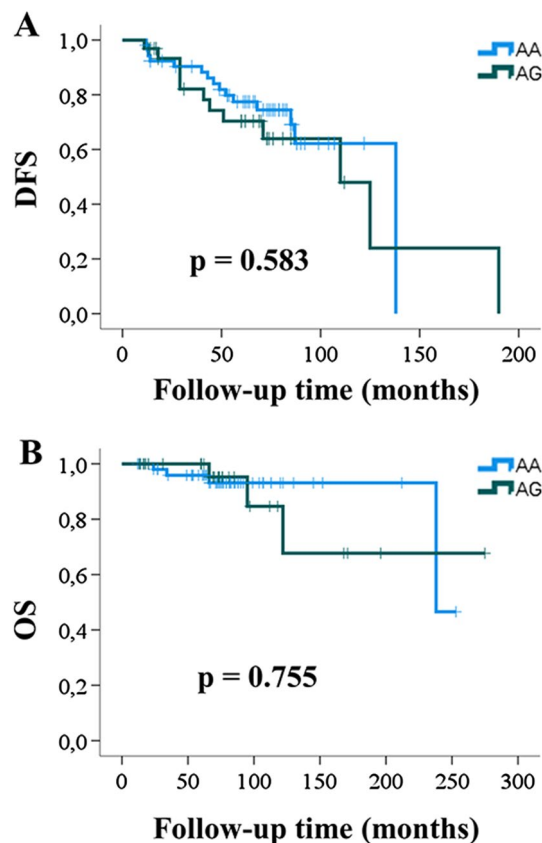 A
1,0
0,8
0,6
0,4
0,2
0,0
DFS
AA
AG
p = 0.583
0 50 100 150 200
Follow-up time (months)
B
1,0
0,8
0,6
0,4
0,2
0,0
OS
AA
AG
p = 0.755
0 50 100 150 200 250 300
Follow-up time (months)